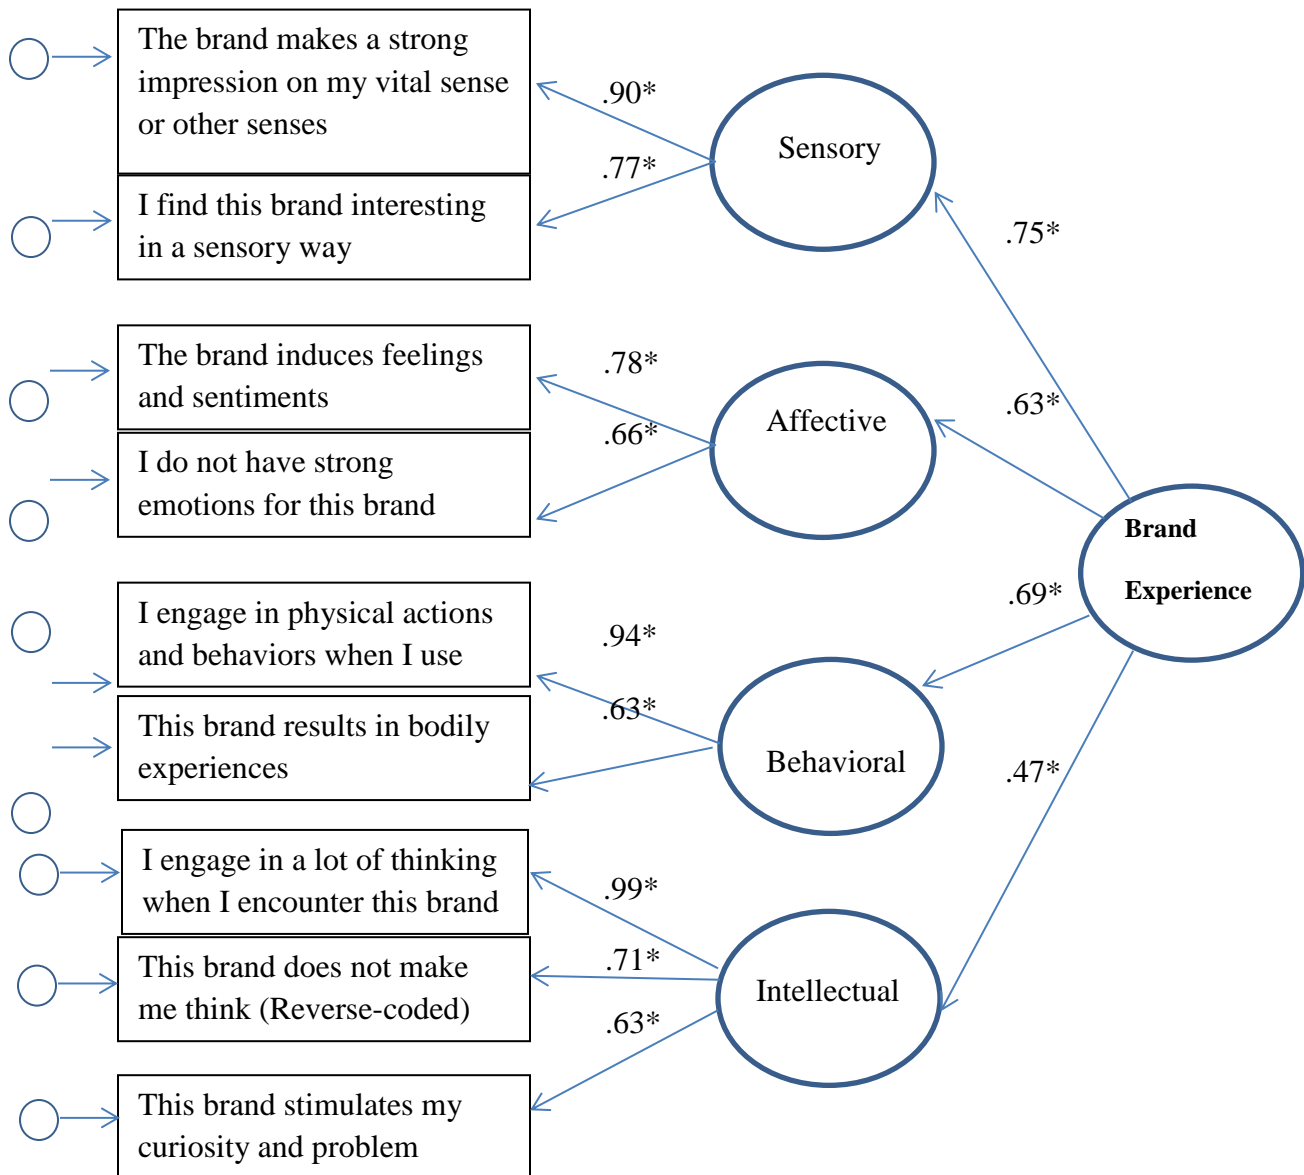 The brand makes a strong
impression on my vital sense
or other senses
.90*
Sensory
.77*
I find this brand interesting
in a sensory way
.75*
The brand induces feelings
and sentiments
.78*
Affective
.63*
.66*
I do not have strong
emotions for this brand
Brand
Experience
I engage in physical actions
and behaviors when I use
.94*
.69*
.63*
This brand results in bodily
experiences
Behavioral
.47*
I engage in a lot of thinking
when I encounter this brand
.99*
This brand does not make
me think (Reverse-coded)
.71*
Intellectual
.63*
This brand stimulates my
curiosity and problem